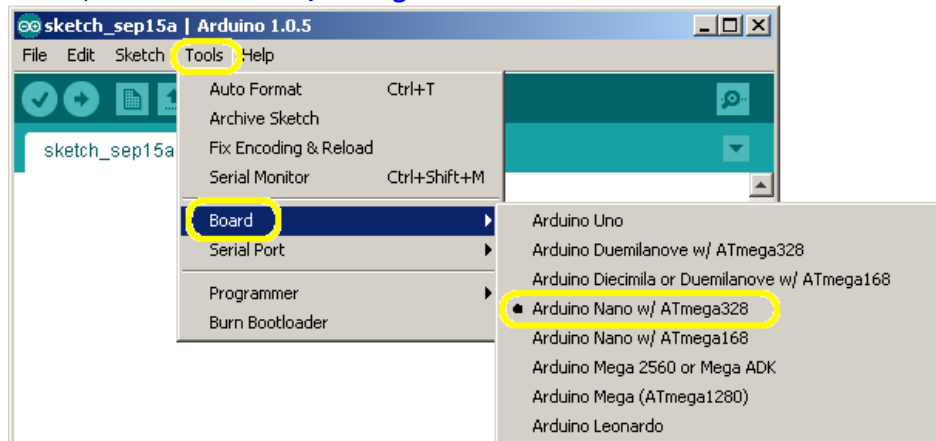 sketch_sep15a | Arduino 1.0.5
File Edit Sketch Tools Help
Auto Format Ctrl+T
Archive Sketch
sketch_sep15a
Fix Encoding & Reload
Serial Monitor Ctrl+Shift+M
Board
Serial Port
Programmer
Burn Bootloader
Arduino Uno
Arduino Duemilanove w/ ATmega328
Arduino Diecimila or Duemilanove w/ ATmega168
Arduino Nano w/ ATmega328
Arduino Nano w/ ATmega168
Arduino Mega 2560 or Mega ADK
Arduino Mega (ATmega1280)
Arduino Leonardo